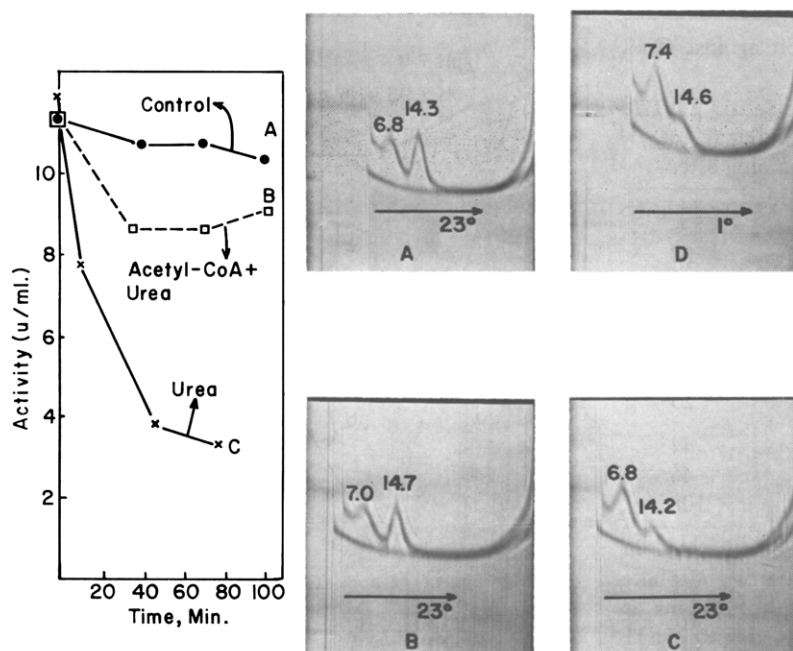 Activity (u/ml.)
10
8
6
4
2
Control
A
B
Acetyl-CoA+
Urea
Urea
C
20 40 60 80 100
Time, Min.
6.8 14.3
23°
A
7.4
14.6
1°
D
7.0 14.7
23°
B
6.8
14.2
23°
C